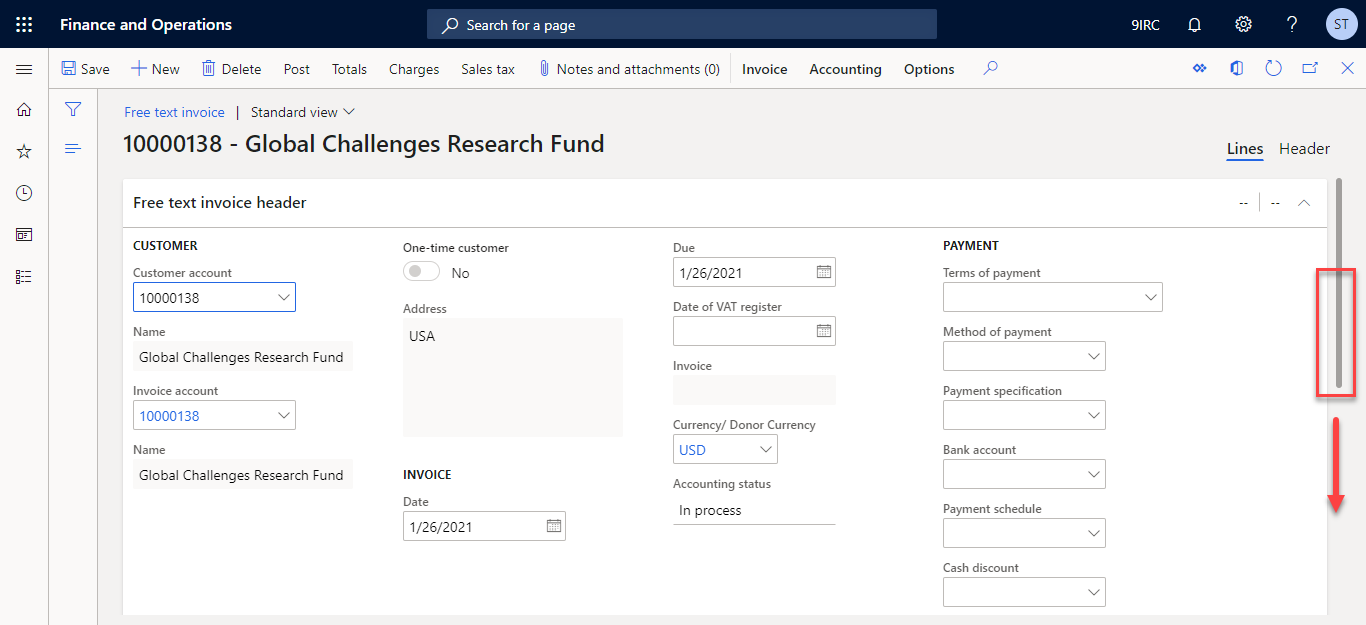 Finance and Operations
Search for a page
9IRC
?
ST
Save
New
Delete
Post
Totals
Charges
Sales tax
Notes and attachments (0)
Invoice
Accounting
Options
Free text invoice | Standard view
10000138 - Global Challenges Research Fund
Lines
Header
Free text invoice header
-- | --
CUSTOMER
Customer account
10000138
Name
Global Challenges Research Fund
Invoice account
10000138
Name
Global Challenges Research Fund
One-time customer
No
Address
USA
INVOICE
Date
1/26/2021
Due
1/26/2021
Date of VAT register
Invoice
Currency/ Donor Currency
USD
Accounting status
In process
PAYMENT
Terms of payment
Method of payment
Payment specification
Bank account
Payment schedule
Cash discount